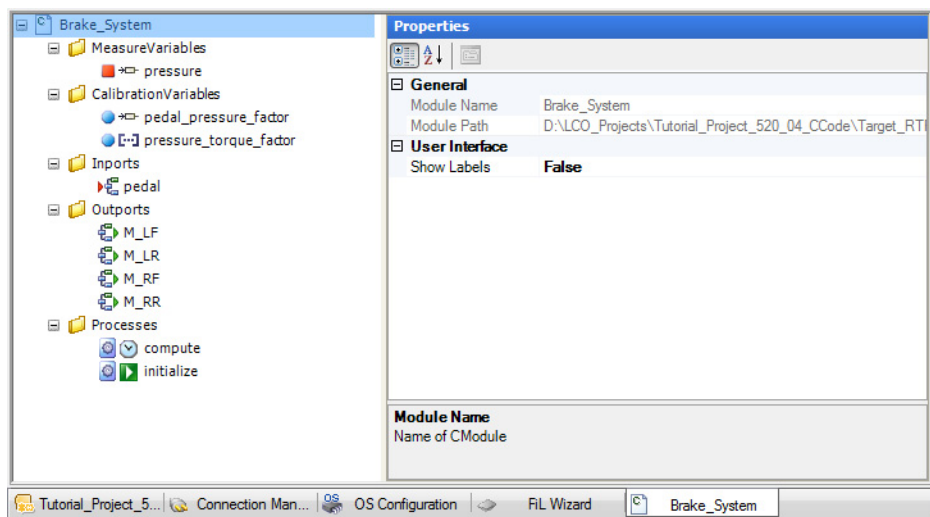 Brake_System
MeasureVariables
pressure
CalibrationVariables
pedal_pressure_factor
pressure_torque_factor
Inports
pedal
Outports
M_LF
M_LR
M_RF
M_RR
Processes
compute
initialize
Properties
General
Module Name Brake_System
Module Path D:\LCO_Projects\Tutorial_Project_520_04_CCode\Target_RTI
User Interface
Show Labels False
Module Name
Name of CModule
Tutorial_Project_5... Connection Man... OS Configuration FiL Wizard Brake_System